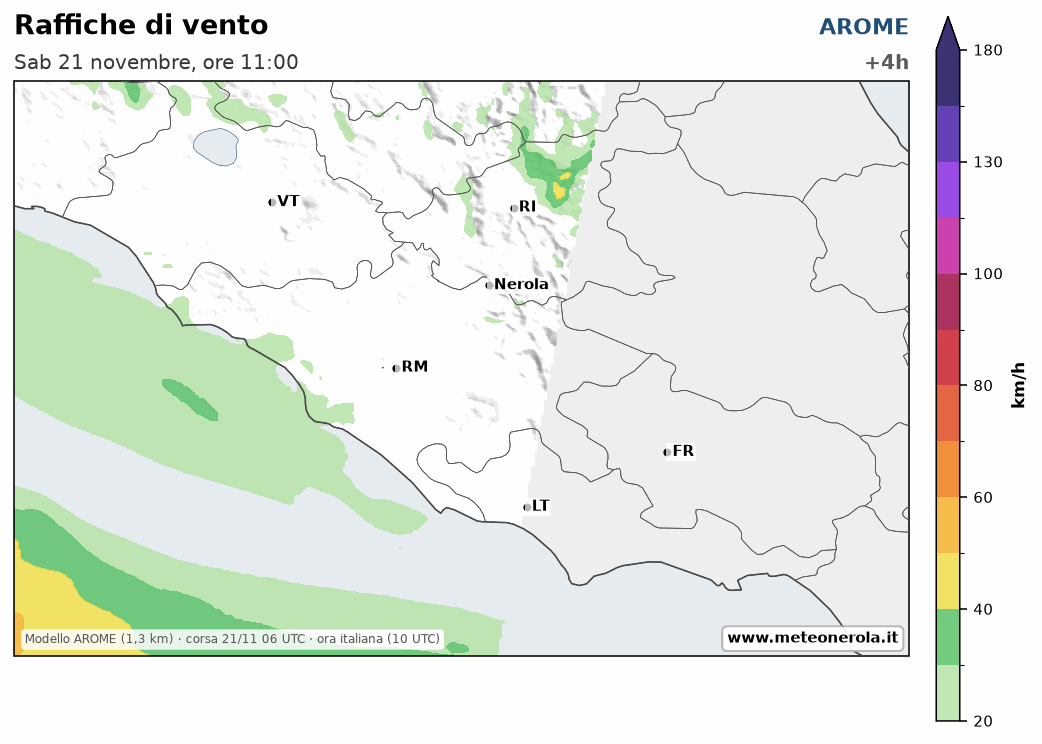 Raffiche di vento
AROME
Sab 21 novembre, ore 11:00
+4h
180
130
100
80
60
40
20
km/h
VT
RI
Nerola
RM
FR
LT
Modello AROME (1,3 km) · corsa 21/11 06 UTC · ora italiana (10 UTC)
www.meteonerola.it